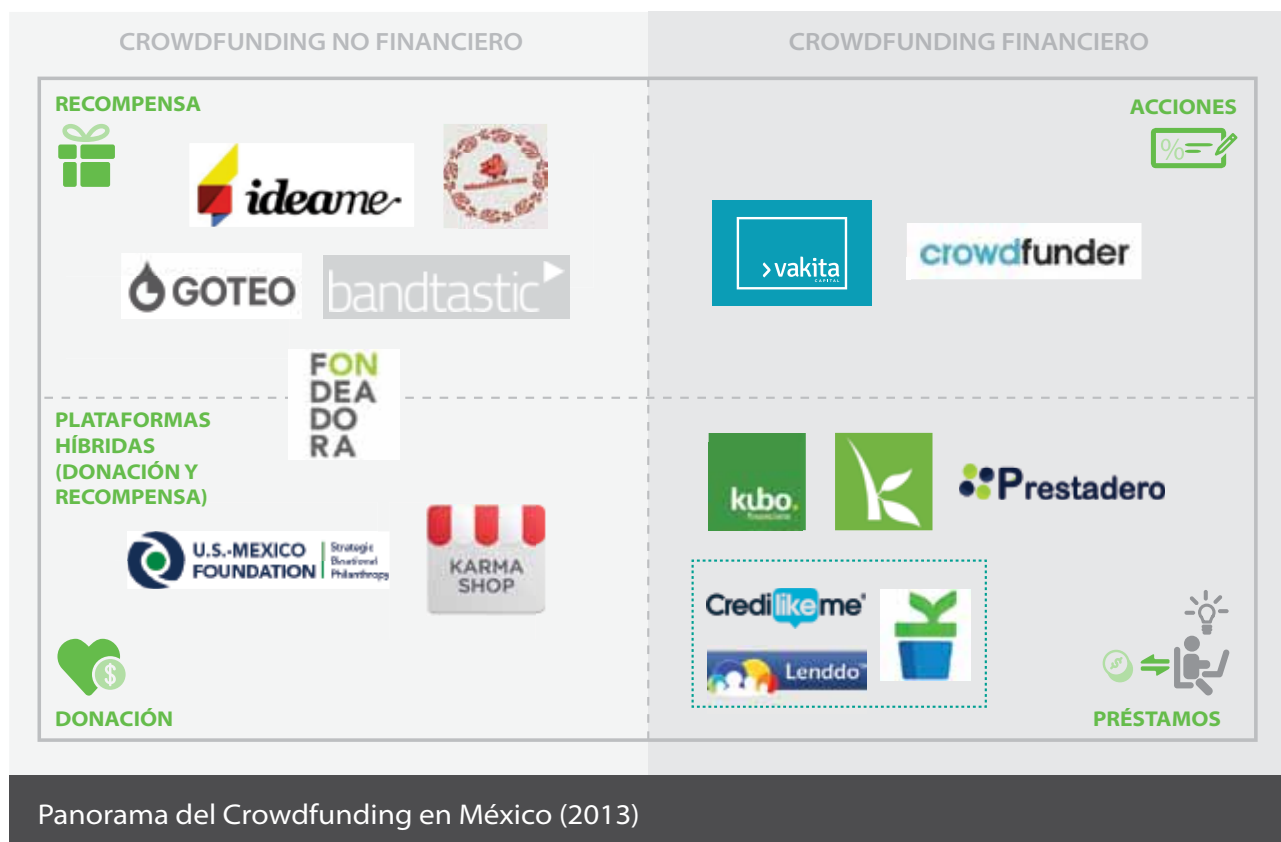 CROWDFUNDING NO FINANCIERO
CROWDFUNDING FINANCIERO
RECOMPENSA
ideame
GOTEO
bandtastic
FON
DEA
DO
RA
PLATAFORMAS
HÍBRIDAS
(DONACIÓN Y
RECOMPENSA)
U.S.-MEXICO
FOUNDATION
Strategic
Binational
Philanthropy
KARMA
SHOP
$
DONACIÓN
ACCIONES
%
vakita
CAPITAL
crowdfunder
kubo.
financiero
Prestadero
Credilikeme
Lenddo
PRÉSTAMOS
Panorama del Crowdfunding en México (2013)